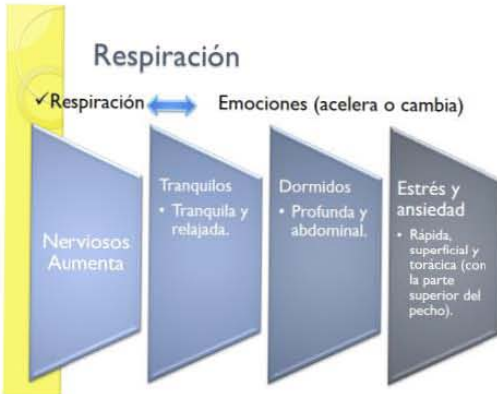 Respiración
✓Respiración Emociones (acelera o cambia)
Nerviosos
Aumenta
Tranquilos
• Tranquila y
relajada.
Dormidos
• Profunda y
abdominal.
Estrés y
ansiedad
• Rápida,
superficial y
torácica (con
la parte
superior del
pecho).